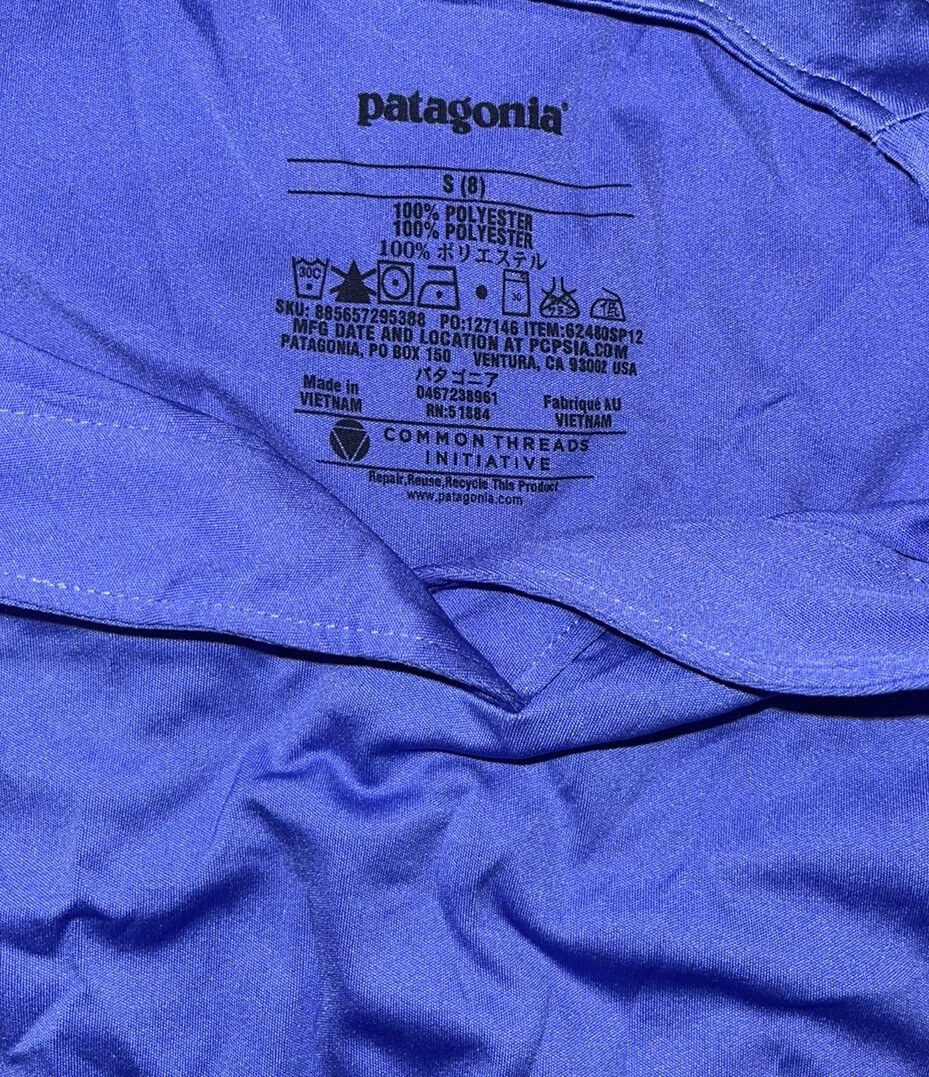 patagonia®
S (8)
100% POLYESTER
100% POLYESTER
100% ポリエステル
30C
30
低
SKU: 885657295388 PO:127146 ITEM:62480SP12
MFG DATE AND LOCATION AT PCPSIA.COM
PATAGONIA, PO BOX 150 VENTURA, CA 93002 USA
パタゴニア
Made in
VIETNAM
0467238961
RN:51884
Fabriqué AU
VIETNAM
COMMON THREADS
INITIATIVE
Repair,Reuse,Recycle This Product
www.patagonia.com